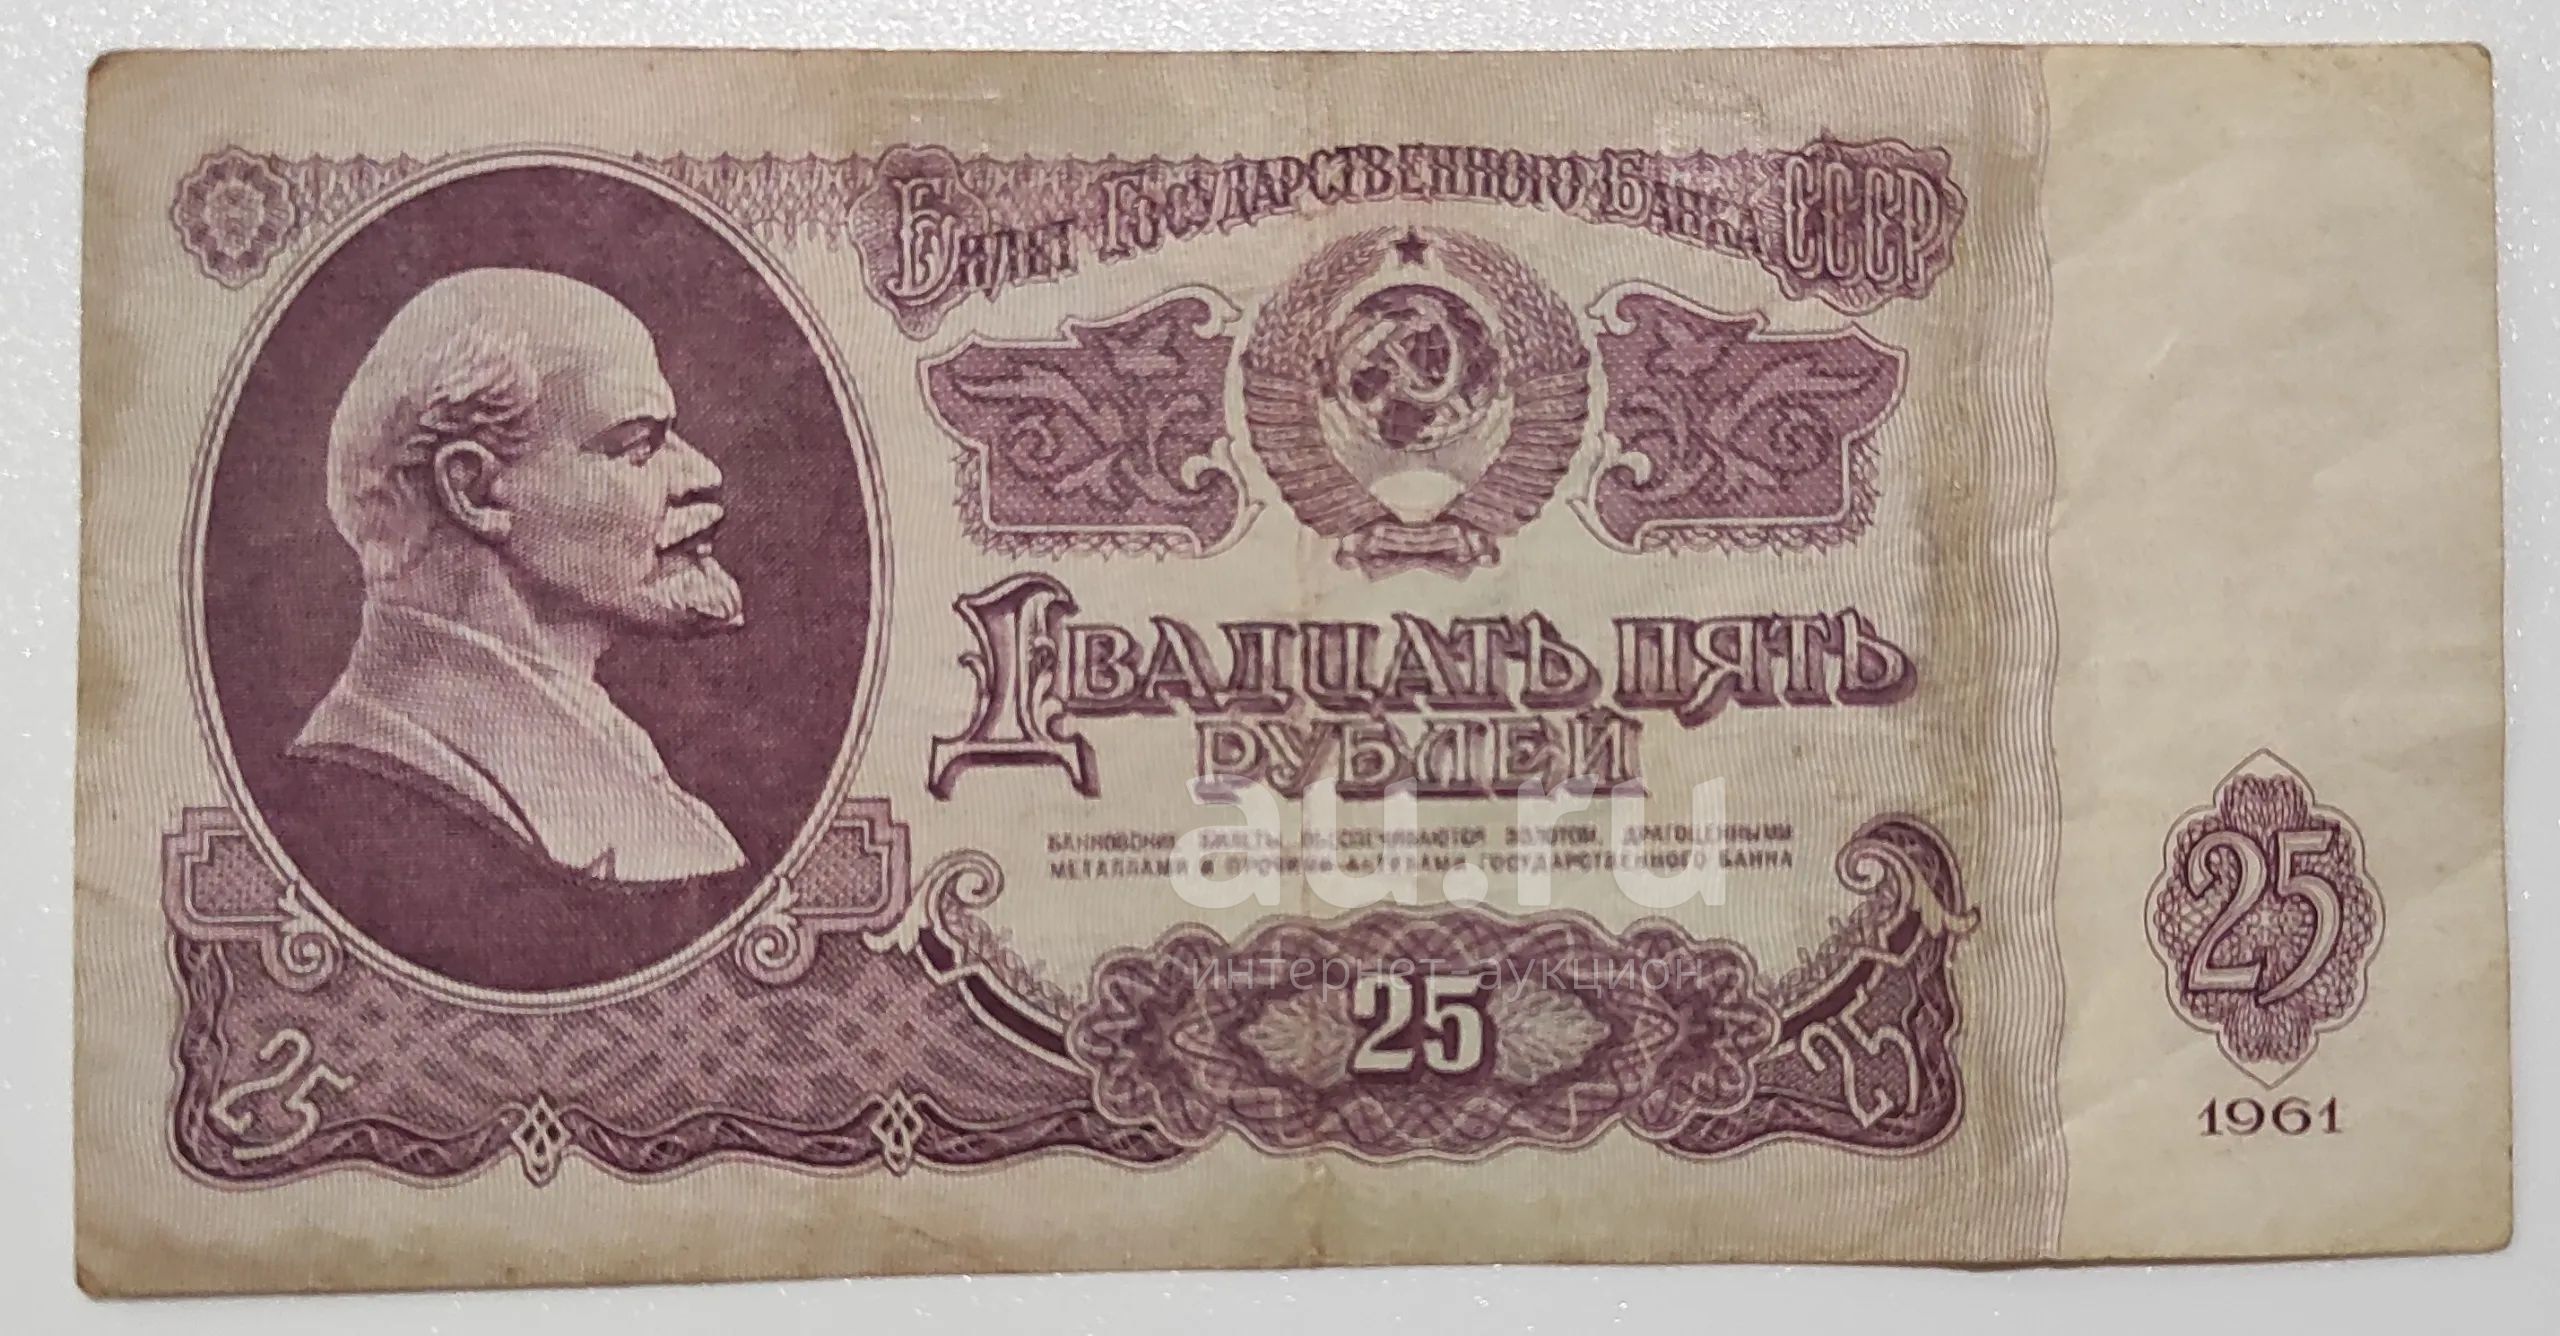 Билет Государственного Банка СССР
Двадцать пять
рублей
БАНКОВСКИЕ БИЛЕТЫ ОБЕСПЕЧИВАЮТСЯ ЗОЛОТОМ, ДРАГОЦЕННЫМИ
МЕТАЛЛАМИ И ПРОЧИМИ АКТИВАМИ ГОСУДАРСТВЕННОГО БАНКА
au.ru
интернет-аукцион
25
25
25
25
1961